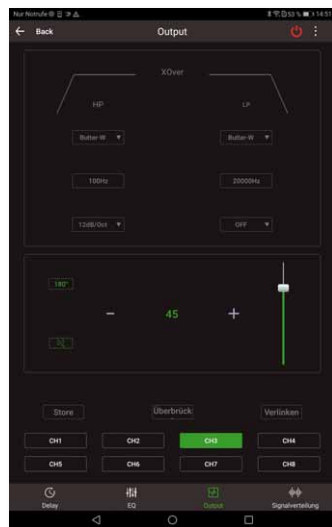 Nur Notrufe 53 % 14:51
Back Output
XOver
HP LP
Butter-W Butter-W
100Hz 20000Hz
12dB/Oct OFF
180°
- 45 +
Store Überbrück Verlinken
CH1 CH2 CH3 CH4
CH5 CH6 CH7 CH8
Delay EQ Output Signalverteilung